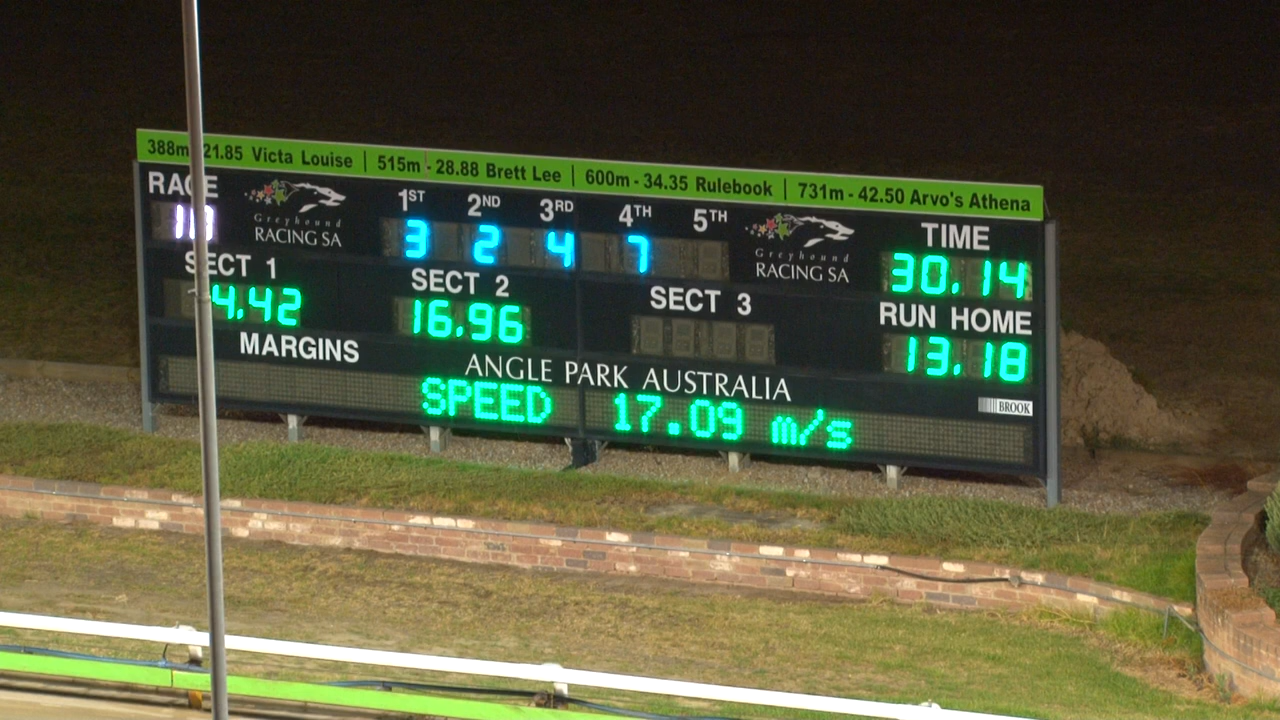 388m 21.85 Victa Louise | 515m - 28.88 Brett Lee | 600m - 34.35 Rulebook | 731m - 42.50 Arvo's Athena
RACE
Greyhound
RACING SA
1ST 2ND 3RD 4TH 5TH
3 2 4 7
Greyhound
RACING SA
TIME
30.14
SECT 1
4.42
SECT 2
16.96
SECT 3
RUN HOME
13.18
MARGINS
ANGLE PARK AUSTRALIA
BROOK
SPEED 17.09 m/s